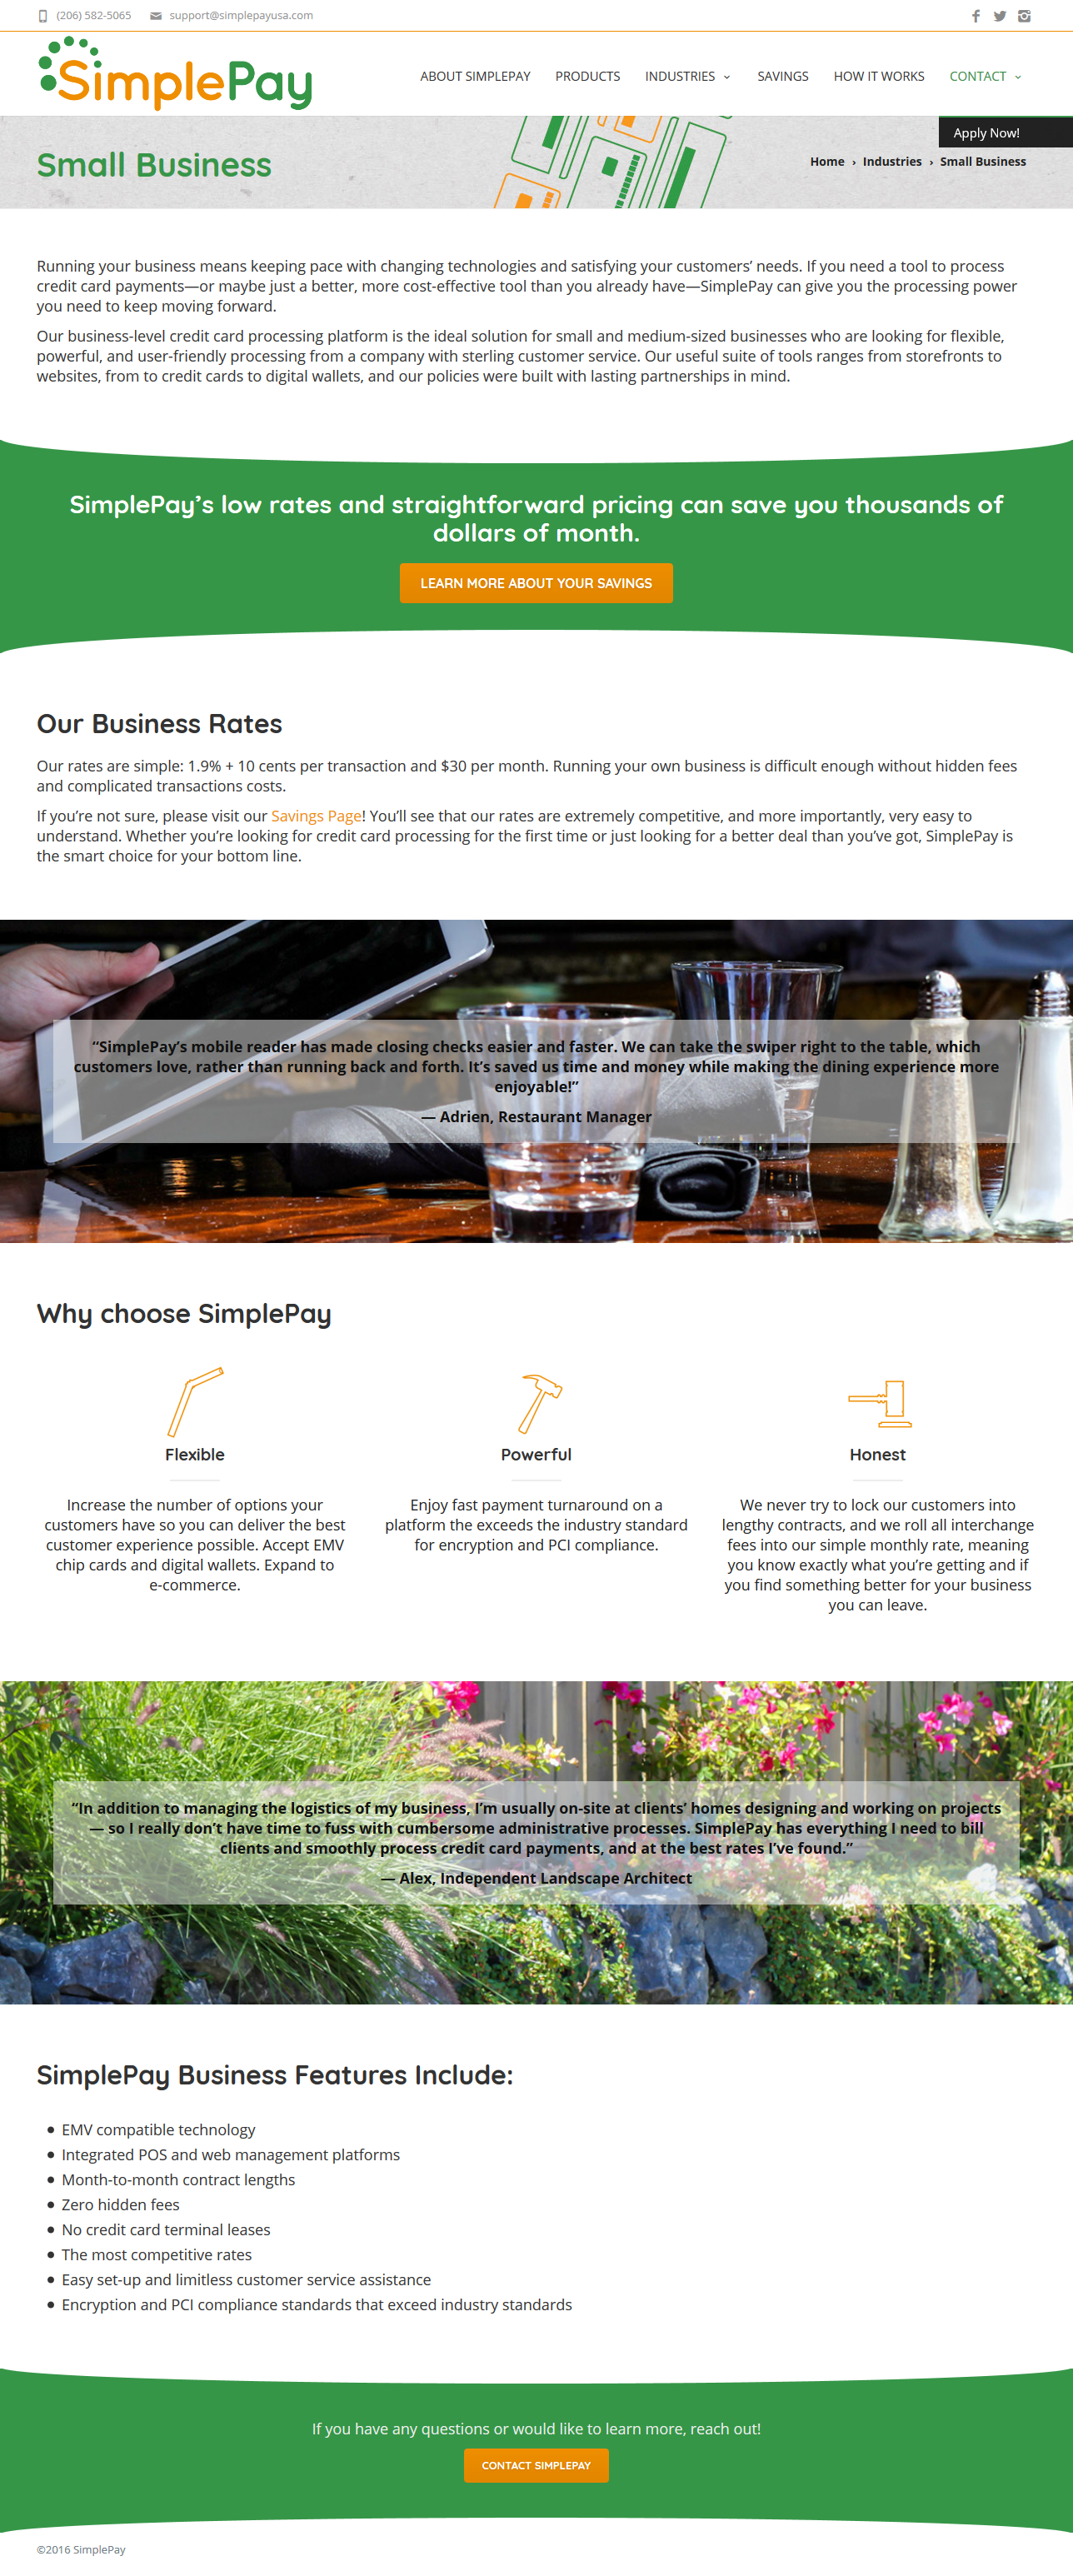 (206) 582-5065 support@simplepayusa.com
SimplePay
ABOUT SIMPLEPAY PRODUCTS INDUSTRIES SAVINGS HOW IT WORKS CONTACT
Apply Now!
Small Business
Home › Industries › Small Business
Running your business means keeping pace with changing technologies and satisfying your customers’ needs. If you need a tool to process
credit card payments—or maybe just a better, more cost-effective tool than you already have—SimplePay can give you the processing power
you need to keep moving forward.
Our business-level credit card processing platform is the ideal solution for small and medium-sized businesses who are looking for flexible,
powerful, and user-friendly processing from a company with sterling customer service. Our useful suite of tools ranges from storefronts to
websites, from to credit cards to digital wallets, and our policies were built with lasting partnerships in mind.
SimplePay’s low rates and straightforward pricing can save you thousands of
dollars of month.
LEARN MORE ABOUT YOUR SAVINGS
Our Business Rates
Our rates are simple: 1.9% + 10 cents per transaction and $30 per month. Running your own business is difficult enough without hidden fees
and complicated transactions costs.
If you’re not sure, please visit our Savings Page! You’ll see that our rates are extremely competitive, and more importantly, very easy to
understand. Whether you’re looking for credit card processing for the first time or just looking for a better deal than you’ve got, SimplePay is
the smart choice for your bottom line.
“SimplePay’s mobile reader has made closing checks easier and faster. We can take the swiper right to the table, which
customers love, rather than running back and forth. It’s saved us time and money while making the dining experience more
enjoyable!”
— Adrien, Restaurant Manager
Why choose SimplePay
Flexible
Increase the number of options your
customers have so you can deliver the best
customer experience possible. Accept EMV
chip cards and digital wallets. Expand to
e-commerce.
Powerful
Enjoy fast payment turnaround on a
platform the exceeds the industry standard
for encryption and PCI compliance.
Honest
We never try to lock our customers into
lengthy contracts, and we roll all interchange
fees into our simple monthly rate, meaning
you know exactly what you’re getting and if
you find something better for your business
you can leave.
“In addition to managing the logistics of my business, I’m usually on-site at clients’ homes designing and working on projects
— so I really don’t have time to fuss with cumbersome administrative processes. SimplePay has everything I need to bill
clients and smoothly process credit card payments, and at the best rates I’ve found.”
— Alex, Independent Landscape Architect
SimplePay Business Features Include:
EMV compatible technology
Integrated POS and web management platforms
Month-to-month contract lengths
Zero hidden fees
No credit card terminal leases
The most competitive rates
Easy set-up and limitless customer service assistance
Encryption and PCI compliance standards that exceed industry standards
If you have any questions or would like to learn more, reach out!
CONTACT SIMPLEPAY
©2016 SimplePay